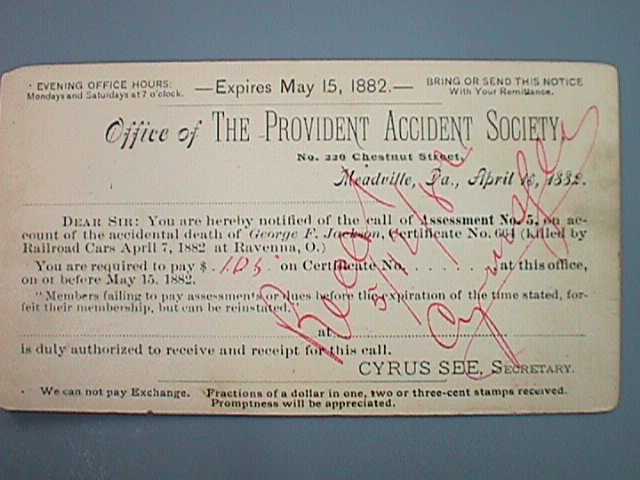 EVENING OFFICE HOURS:
Mondays and Saturdays at 7 o'clock.
—Expires May 15, 1882.—
BRING OR SEND THIS NOTICE
With Your Remittance.
Office of THE PROVIDENT ACCIDENT SOCIETY,
No. 220 Chestnut Street,
Meadville, Pa., April 18, 1882.
DEAR SIR: You are hereby notified of the call of Assessment No. 5, on ac-
count of the accidental death of George F. Jackson, Certificate No. 604 (killed by
Railroad Cars April 7, 1882 at Ravenna, O.)
You are required to pay $ 1.05 on Certificate No. . . . . . . at this office,
on or before May 15. 1882.
"Members failing to pay assessments or dues before the expiration of the time stated, for-
feit their membership, but can be reinstated."
at
is duly authorized to receive and receipt for this call.
CYRUS SEE, SECRETARY.
We can not pay Exchange. Fractions of a dollar in one, two or three-cent stamps received.
Promptness will be appreciated.
Rec'd
Cyrus See